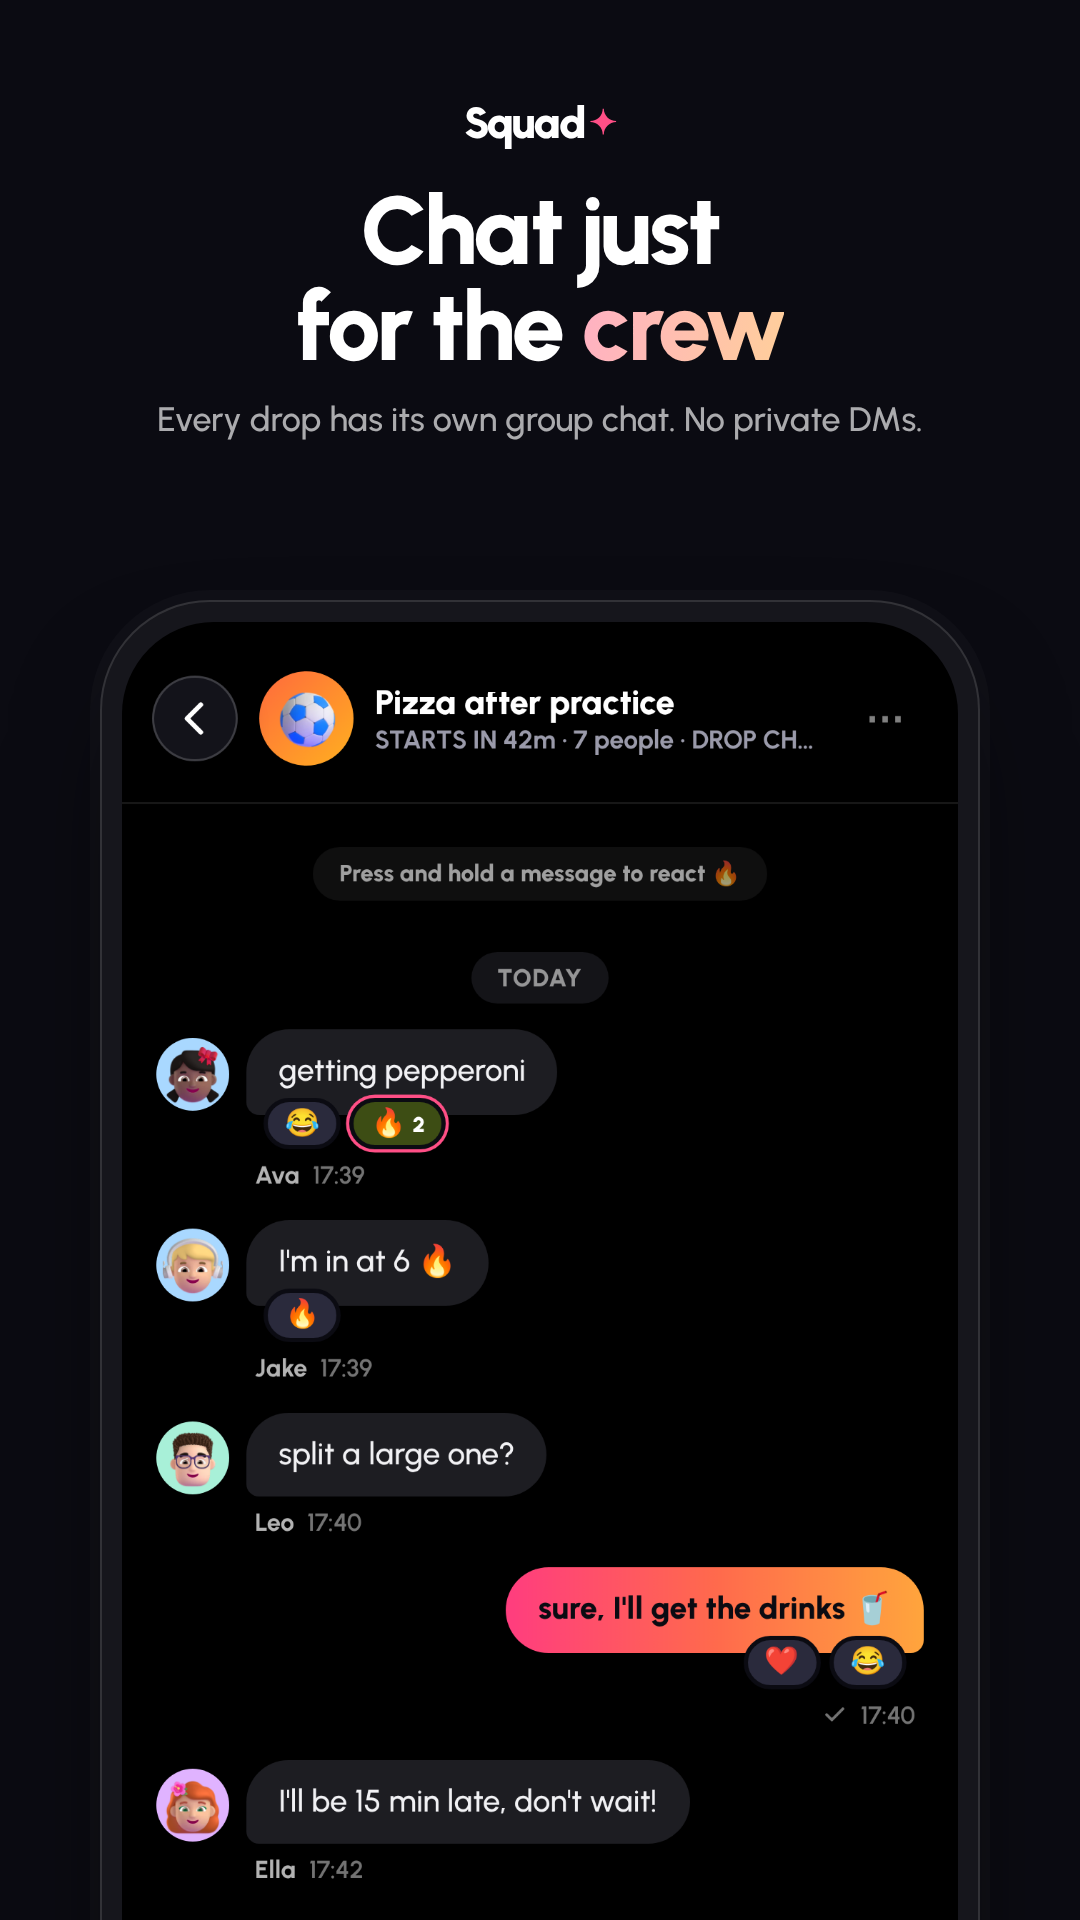 Squad
Chat just
for the crew
Every drop has its own group chat. No private DMs.
Pizza after practice
STARTS IN 42m · 7 people · DROP CH...
Press and hold a message to react 🔥
TODAY
getting pepperoni
😂 🔥 2
Ava 17:39
I'm in at 6 🔥
🔥
Jake 17:39
split a large one?
Leo 17:40
sure, I'll get the drinks 🥤
❤️ 😂
✓ 17:40
I'll be 15 min late, don't wait!
Ella 17:42